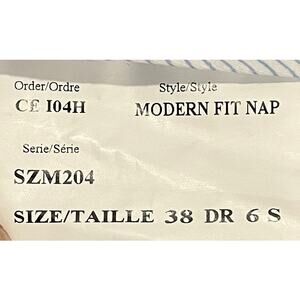 Order/Ordre Style/Style
C£ I04H MODERN FIT NAP
Serie/Série
SZM204
SIZE/TAILLE 38 DR 6 S